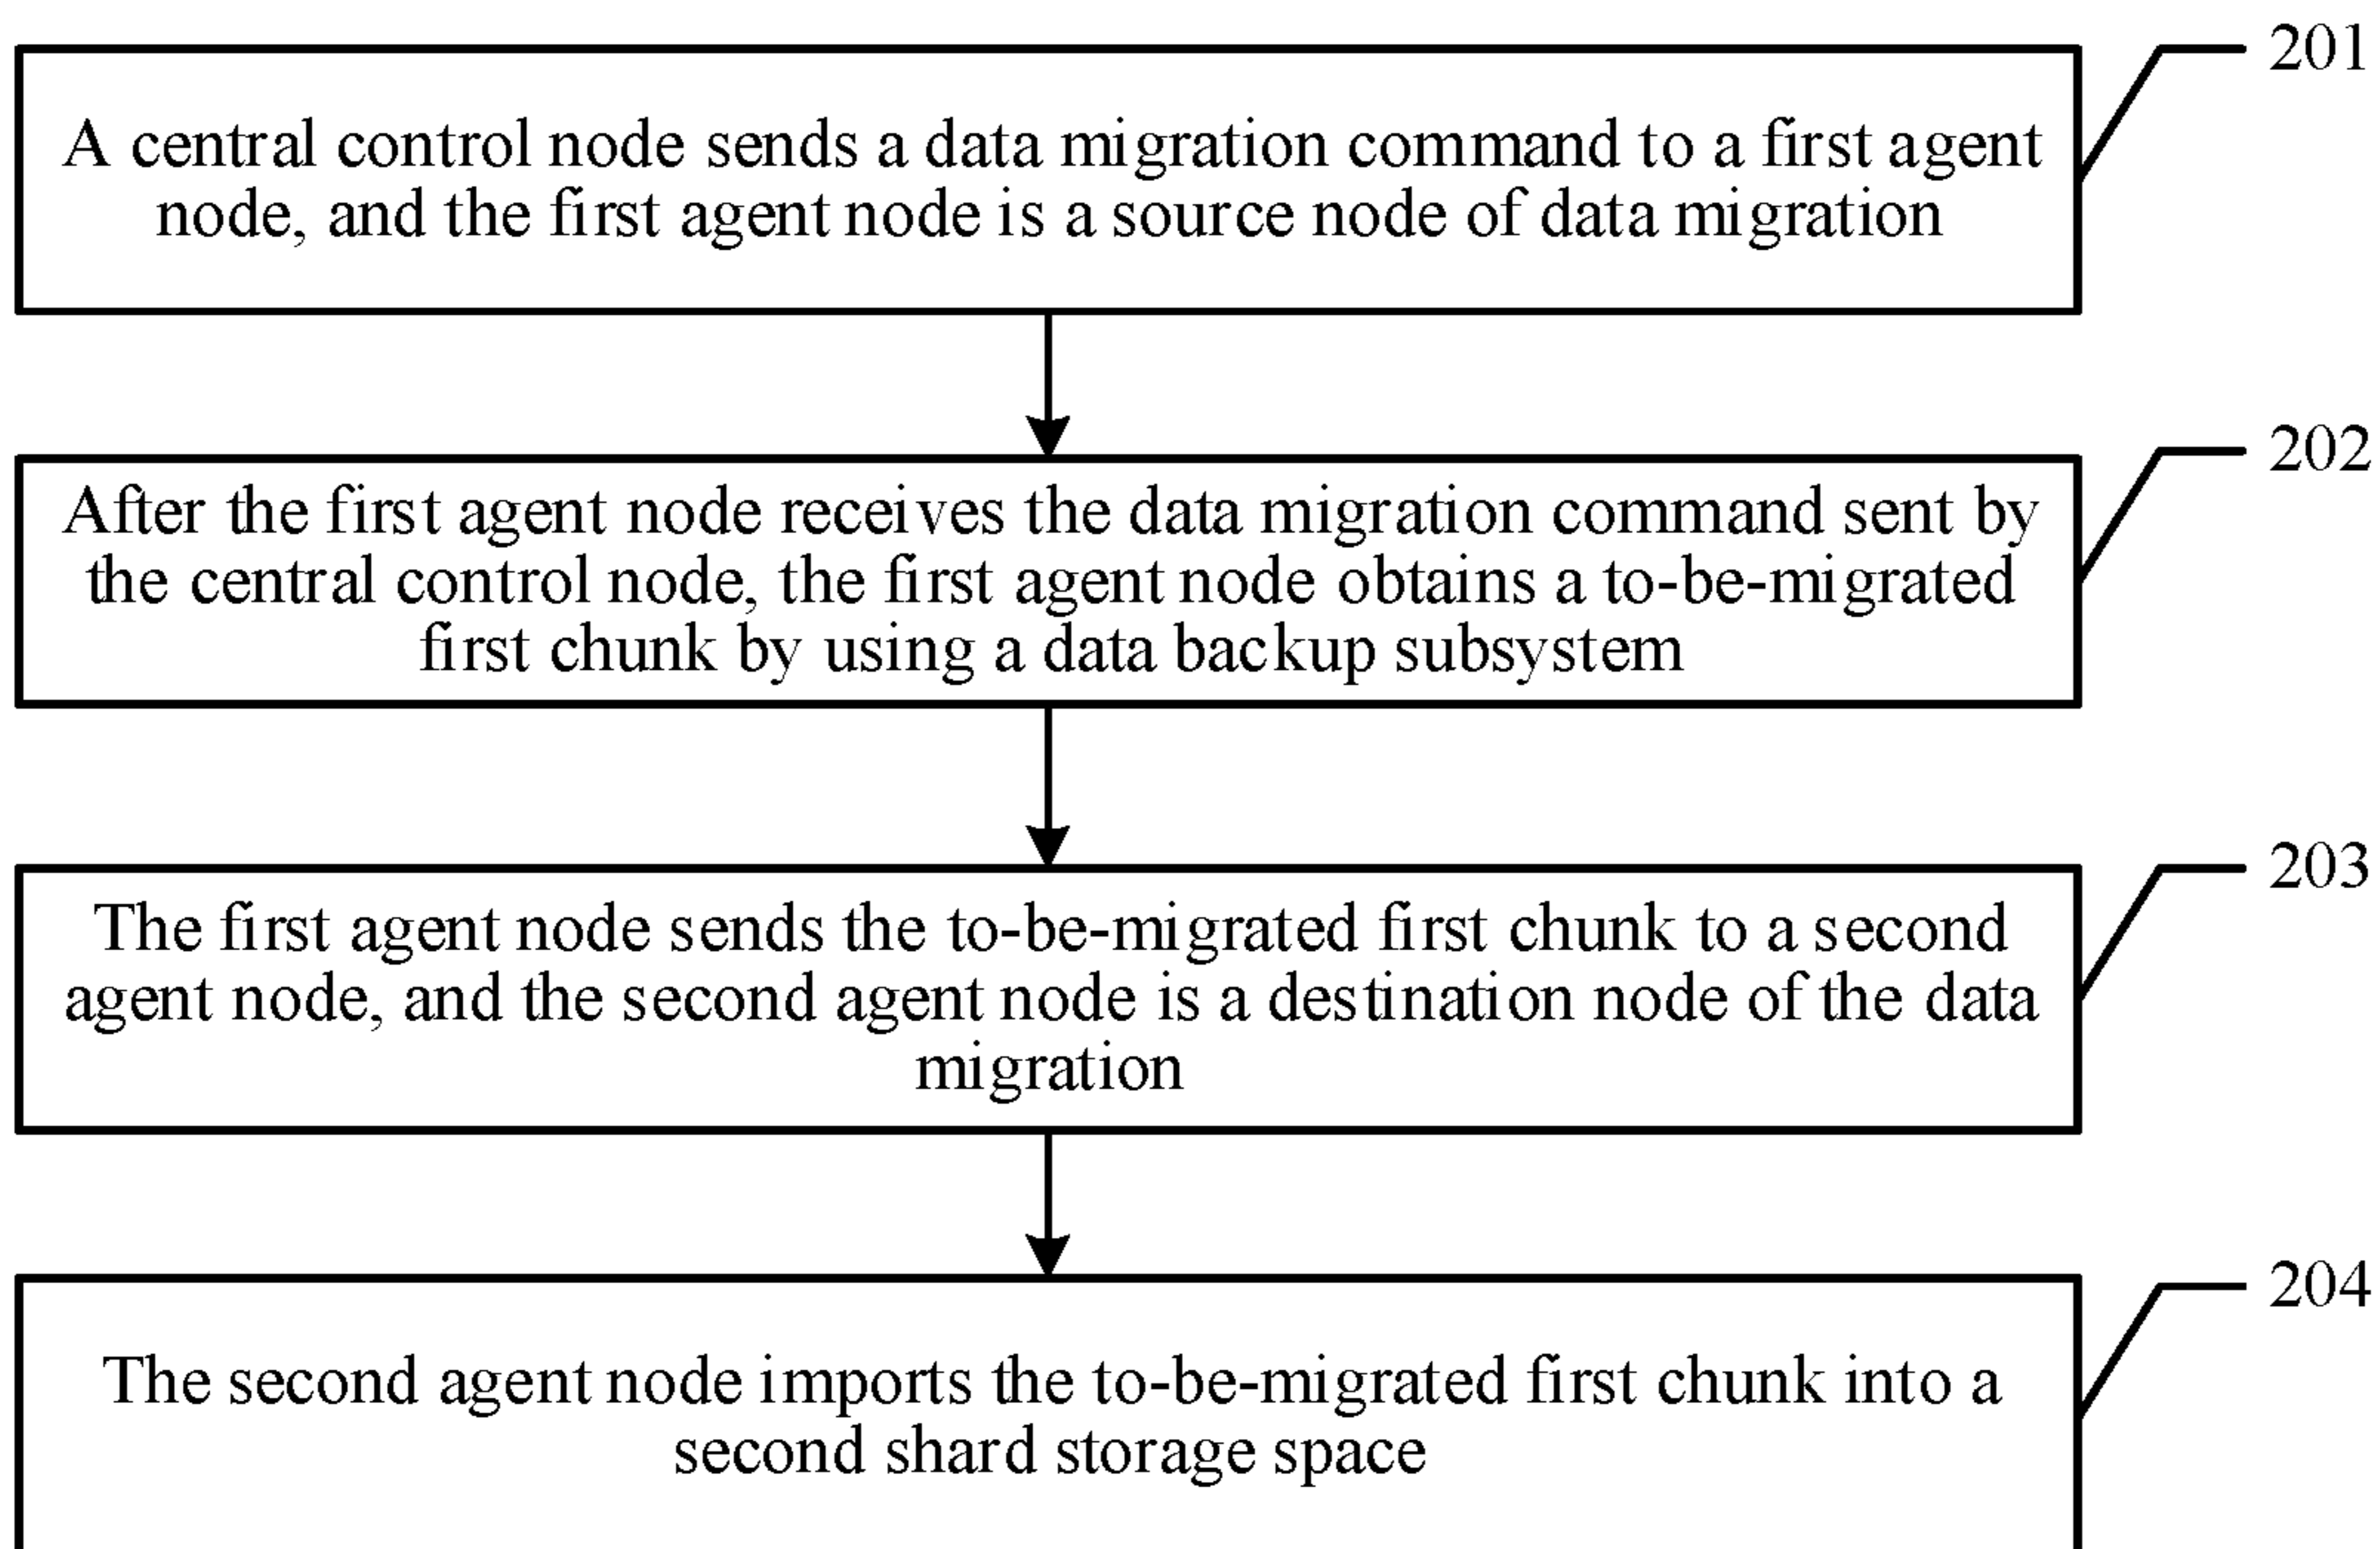 201
A central control node sends a data migration command to a first agent
node, and the first agent node is a source node of data migration
202
After the first agent node receives the data migration command sent by
the central control node, the first agent node obtains a to-be-migrated
first chunk by using a data backup subsystem
203
The first agent node sends the to-be-migrated first chunk to a second
agent node, and the second agent node is a destination node of the data
migration
204
The second agent node imports the to-be-migrated first chunk into a
second shard storage space